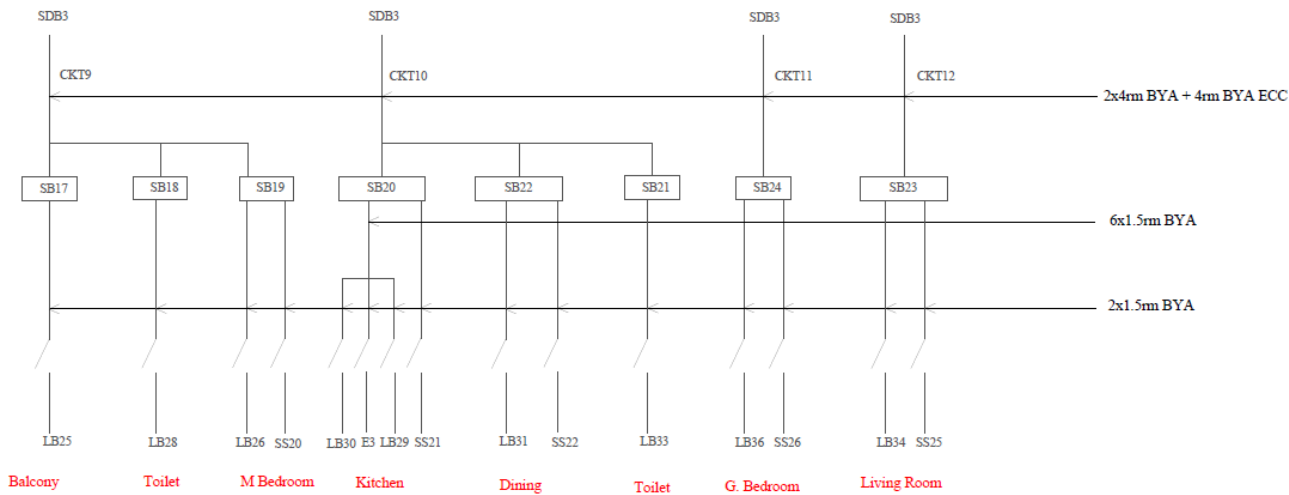 SDB3 SDB3 SDB3 SDB3
CKT9 CKT10 CKT11 CKT12
2x4rm BYA + 4rm BYA ECC
SB17 SB18 SB19 SB20 SB22 SB21 SB24 SB23
6x1.5rm BYA
2x1.5rm BYA
LB25 LB28 LB26 SS20 LB30 E3 LB29 SS21 LB31 SS22 LB33 LB36 SS26 LB34 SS25
Balcony Toilet M Bedroom Kitchen Dining Toilet G. Bedroom Living Room